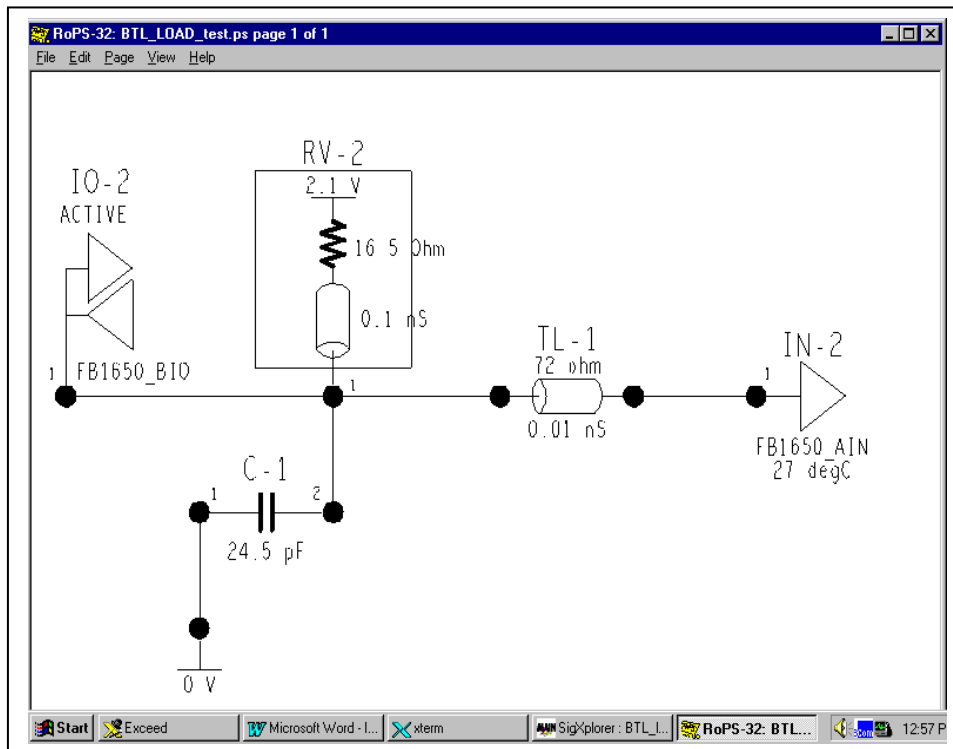 RoPS-32: BTL_LOAD_test.ps page 1 of 1
File Edit Page View Help
RV-2
2.1 V
16 5 Ohm
0.1 nS
IO-2
ACTIVE
1
FB1650_BIO
1
TL-1
72 ohm
0.01 nS
IN-2
1
FB1650_AIN
27 degC
C-1
1
2
24.5 pF
0 V
Start
Exceed
Microsoft Word - I...
xterm
SigXplorer : BTL_l...
RoPS-32: BTL...
12:57 P